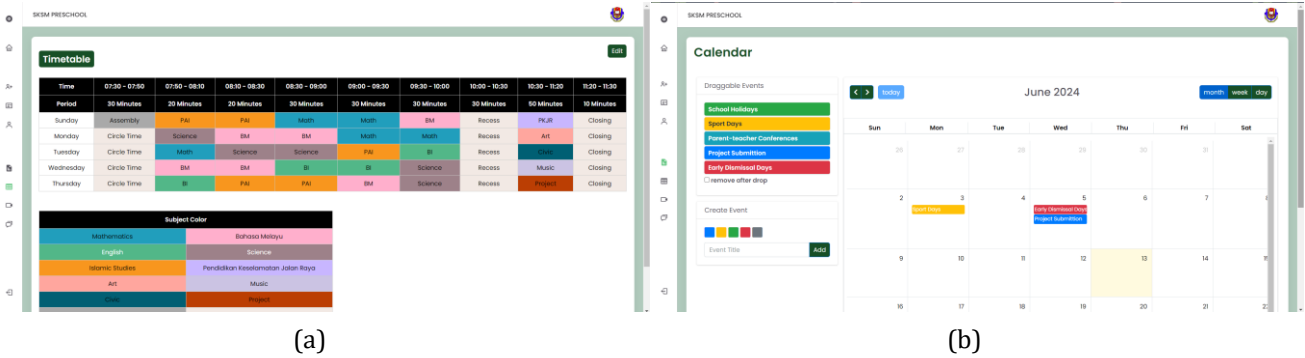 SKSM PRESCHOOL
Timetable
Edit
Time 07:30 - 07:50 07:50 - 08:10 08:10 - 08:30 08:30 - 09:00 09:00 - 09:30 09:30 - 10:00 10:00 - 10:30 10:30 - 11:20 11:20 - 11:30
Period 30 Minutes 20 Minutes 20 Minutes 30 Minutes 30 Minutes 30 Minutes 30 Minutes 50 Minutes 10 Minutes
Sunday Assembly PAI PAI Math Math BM Recess PKJR Closing
Monday Circle Time Science BM BM Math Math Recess Art Closing
Tuesday Circle Time Math Science Science PAI BI Recess Civic Closing
Wednesday Circle Time BM BM BI BI Science Recess Music Closing
Thursday Circle Time BI PAI PAI BM Science Recess Project Closing
Subject Color
Mathematics Bahasa Melayu
English Science
Islamic Studies Pendidikan Keselamatan Jalan Raya
Art Music
Civic Project
(a)
SKSM PRESCHOOL
Calendar
Draggable Events
School Holidays
Sport Days
Parent-teacher Conferences
Project Submittion
Early Dismissal Days
remove after drop
Create Event
Event Title Add
today June 2024 month week day
Sun Mon Tue Wed Thu Fri Sat
26 27 28 29 30 31
2 3 4 5 6 7 8
Sport Days Early Dismissal Days
Project Submittion
9 10 11 12 13 14
16 17 18 19 20 21
(b)